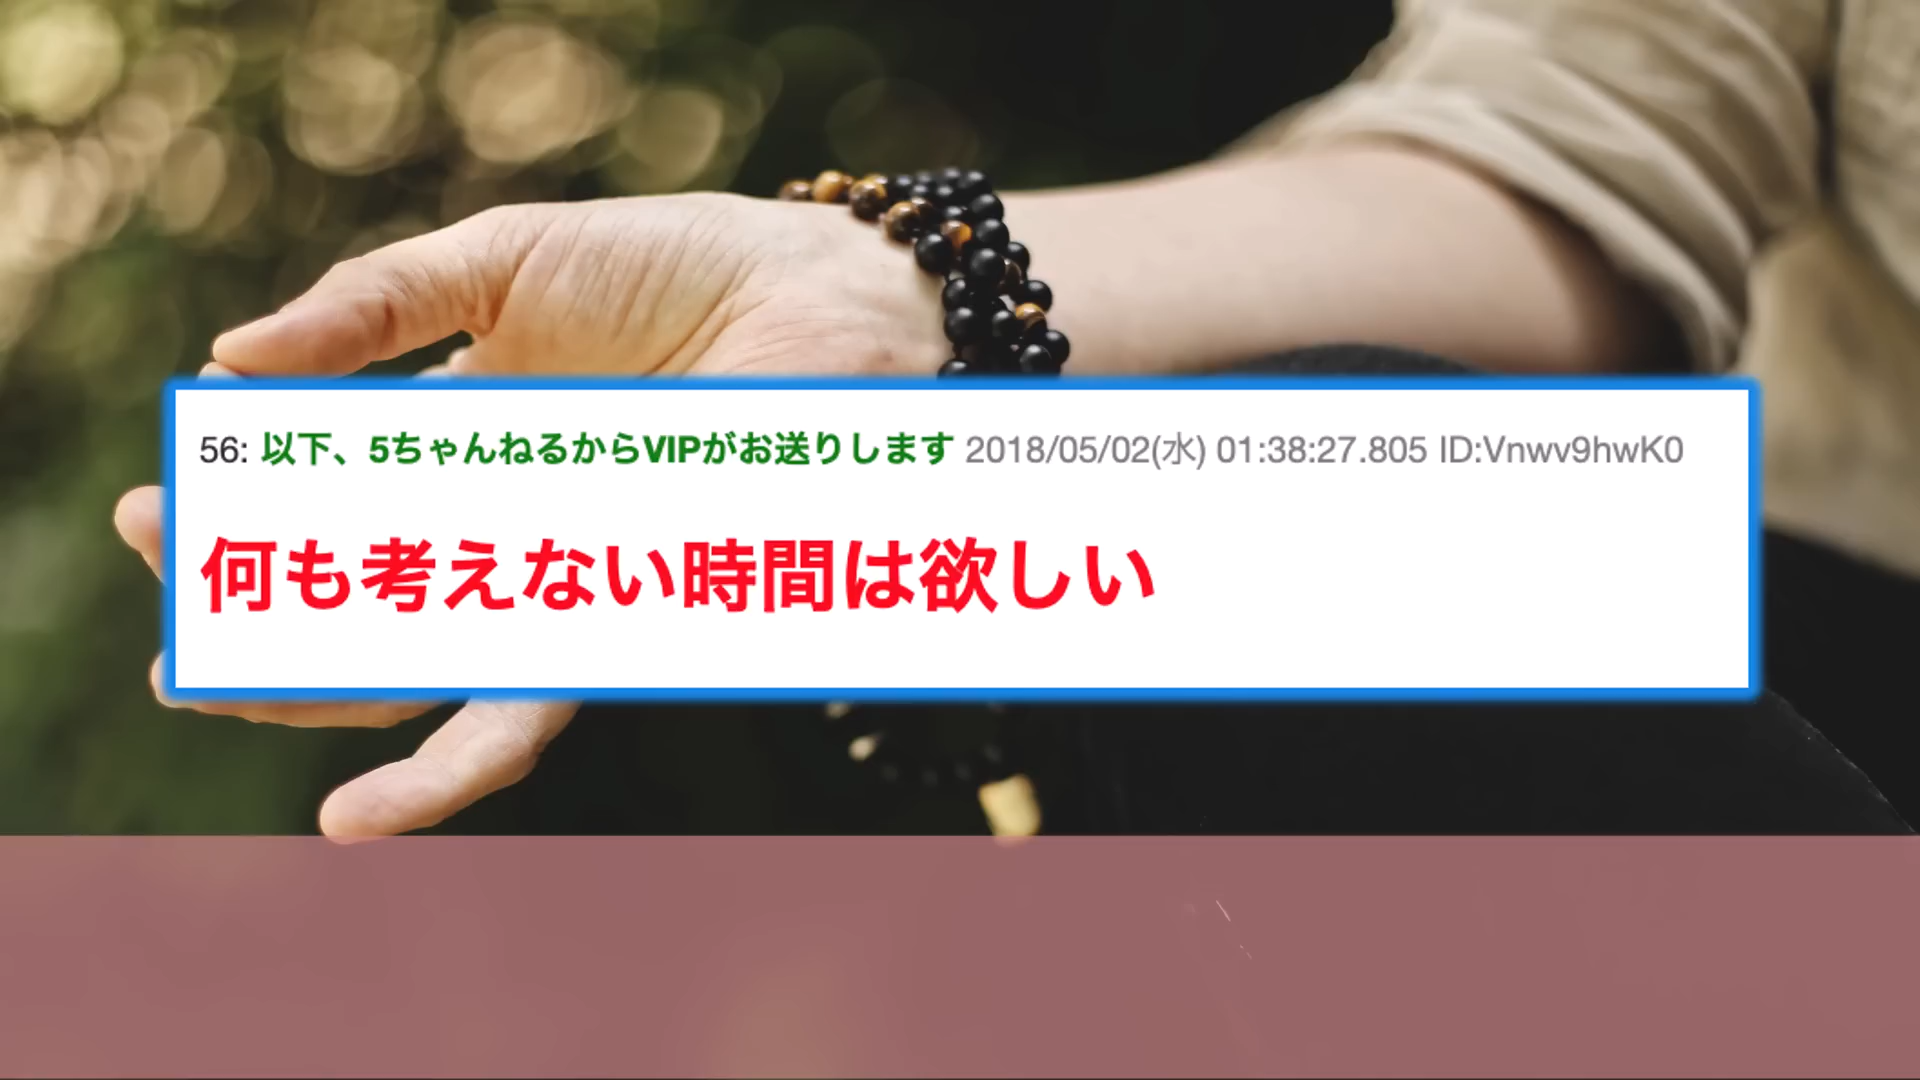 56: 以下、5ちゃんねるからVIPがお送りします 2018/05/02(水) 01:38:27.805 ID:Vnwv9hwK0
何も考えない時間は欲しい